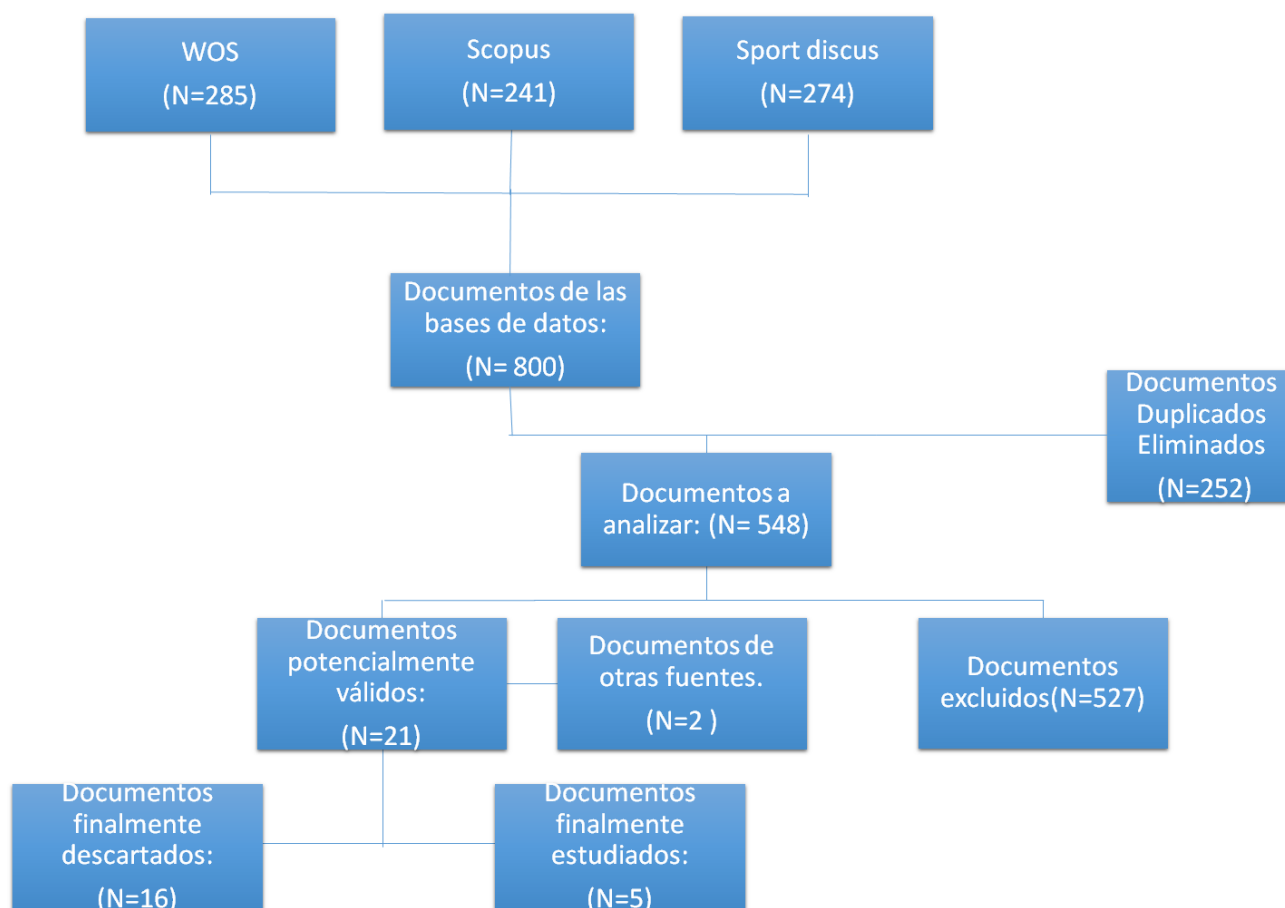 WOS
(N=285)
Scopus
(N=241)
Sport discus
(N=274)
Documentos de las
bases de datos:
(N= 800)
Documentos
Duplicados
Eliminados
(N=252)
Documentos a
analizar: (N= 548)
Documentos
potencialmente
válidos:
(N=21)
Documentos de
otras fuentes.
(N=2 )
Documentos
excluidos(N=527)
Documentos
finalmente
descartados:
(N=16)
Documentos
finalmente
estudiados:
(N=5)